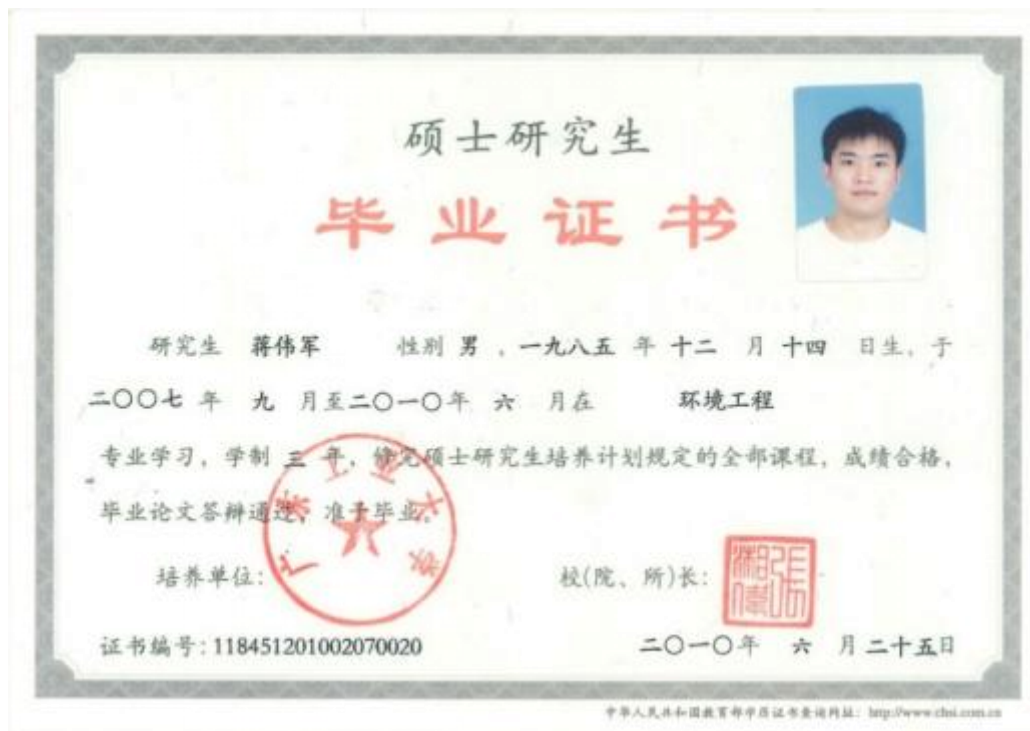 硕士研究生
毕业证书
研究生 蒋伟军 性别 男 ，一九八五 年 十二 月 十四 日生，于
二〇〇七 年 九 月至二〇一〇年 六 月在 环境工程
专业学习，学制 三 年，修完硕士研究生培养计划规定的全部课程，成绩合格，
毕业论文答辩通过，准予毕业。
广东工业大学
培养单位：
校(院、所)长：
证书编号：118451201002070020
二〇一〇年 六 月二十五日
中华人民共和国教育部学历证书查询网址：http://www.chsi.com.cn